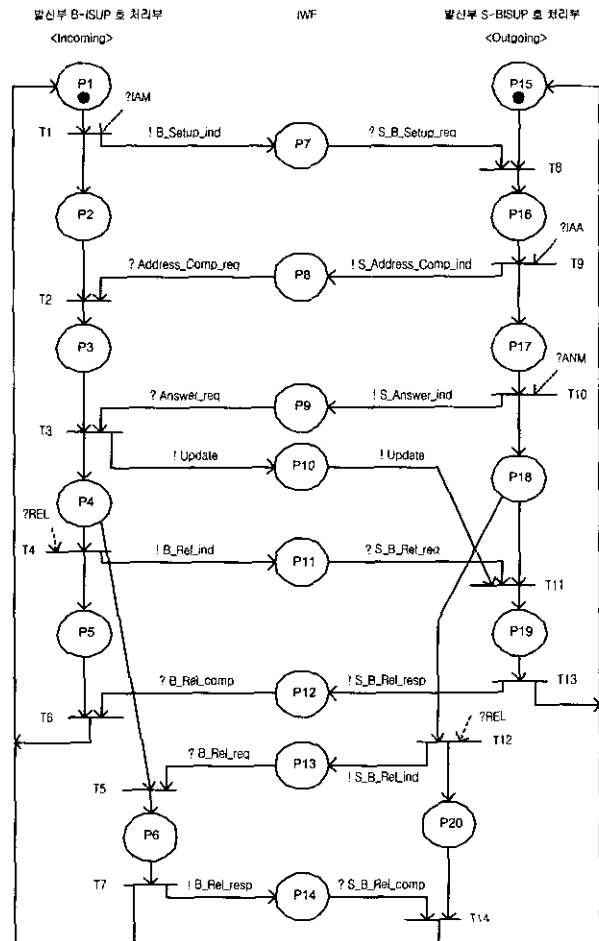 발신부 B-ISUP 호 처리부 IWF 발신부 S-BISUP 호 처리부
<Incoming> <Outgoing>
P1 P15
?IAM
T1 ! B_Setup_ind P7 ? S_B_Setup_req
T8
P2 P16
?IAA
? Address_Comp_req P8 ! S_Address_Comp_ind T9
T2
P3 P17
?ANM
? Answer_req P9 ! S_Answer_ind T10
T3
! Update P10 ! Update
P4 P18
?REL
T4 ! B_Rel_ind P11 ? S_B_Rel_req
T11
P5 P19
? B_Rel_comp P12 ! S_B_Rel_resp T13
T6
?REL
? B_Rel_req P13 T12
! S_B_Rel_ind
T5
P6 P20
T7 ! B_Rel_resp P14 ? S_B_Rel_comp
T14